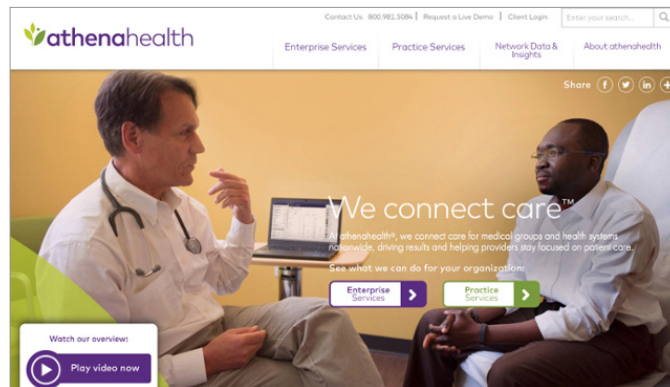 Contact Us 800.981.5084 | Request a Live Demo | Client Login
Enter your search...
athenahealth
Enterprise Services
Practice Services
Network Data &
Insights
About athenahealth
Share
We connect care™
At athenahealth®, we connect care for medical groups and health systems
nationwide, driving results and helping providers stay focused on patient care.
See what we can do for your organization:
Enterprise
Services
Practice
Services
Watch our overview:
Play video now